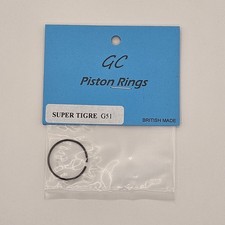 GC
Piston Rings
SUPER TIGRE G51
BRITISH MADE